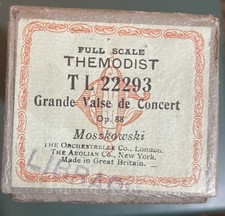 FULL SCALE
THEMODIST
T L 22293
Grande Valse de Concert
Op. 88
Moszkowski
THE ORCHESTRELLE CO., London.
THE AEOLIAN CO., New York.
Made in Great Britain.
LIBRAR